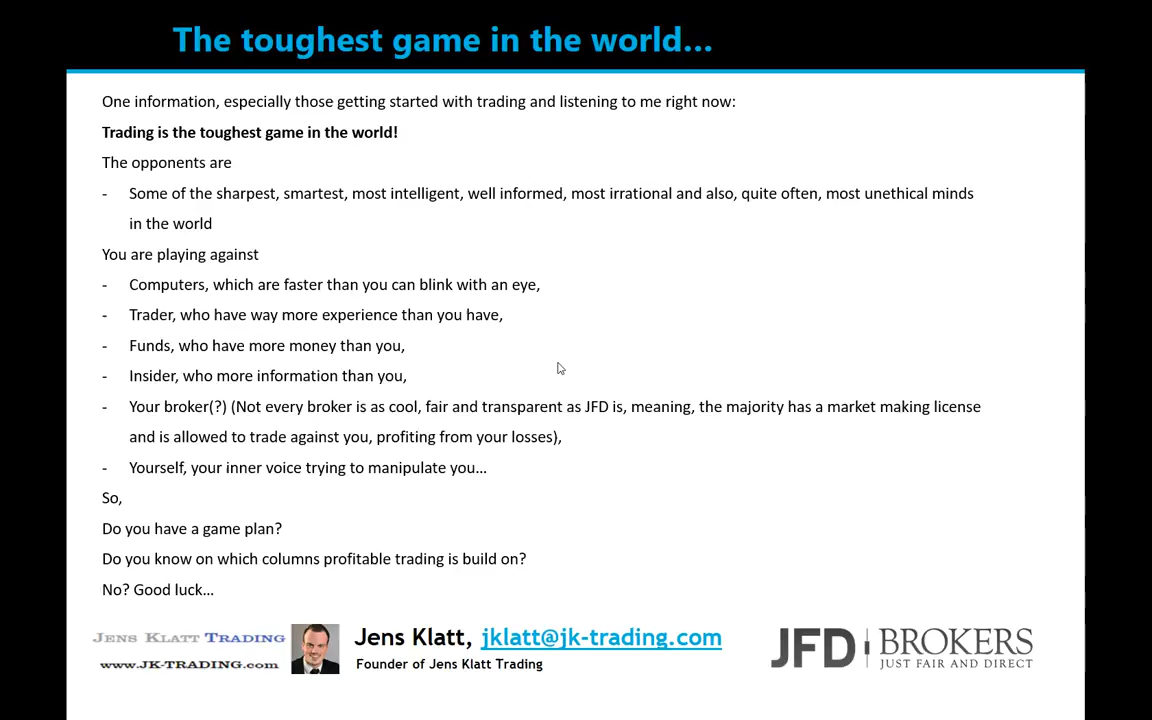 The toughest game in the world...
One information, especially those getting started with trading and listening to me right now:
Trading is the toughest game in the world!
The opponents are
- Some of the sharpest, smartest, most intelligent, well informed, most irrational and also, quite often, most unethical minds
in the world
You are playing against
- Computers, which are faster than you can blink with an eye,
- Trader, who have way more experience than you have,
- Funds, who have more money than you,
- Insider, who more information than you,
- Your broker(?) (Not every broker is as cool, fair and transparent as JFD is, meaning, the majority has a market making license
and is allowed to trade against you, profiting from your losses),
- Yourself, your inner voice trying to manipulate you...
So,
Do you have a game plan?
Do you know on which columns profitable trading is build on?
No? Good luck...
JENS KLATT TRADING
www.JK-TRADING.com
Jens Klatt, jklatt@jk-trading.com
Founder of Jens Klatt Trading
JFD BROKERS
JUST FAIR AND DIRECT